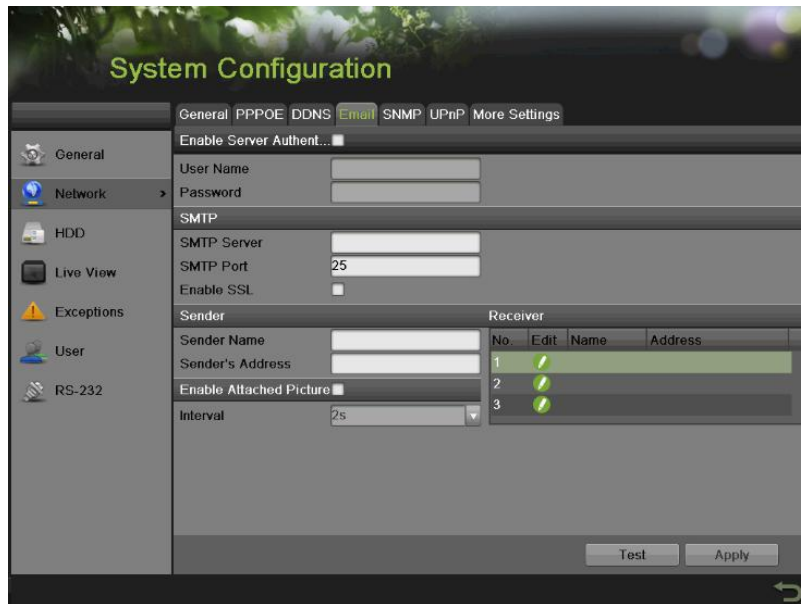 System Configuration
General PPPOE DDNS Email SNMP UPnP More Settings
General
Network >
HDD
Live View
Exceptions
User
RS-232
Enable Server Authent...
User Name
Password
SMTP
SMTP Server
SMTP Port 25
Enable SSL
Sender
Sender Name
Sender's Address
Enable Attached Picture
Interval 2s
Receiver
No. Edit Name Address
1
2
3
Test Apply